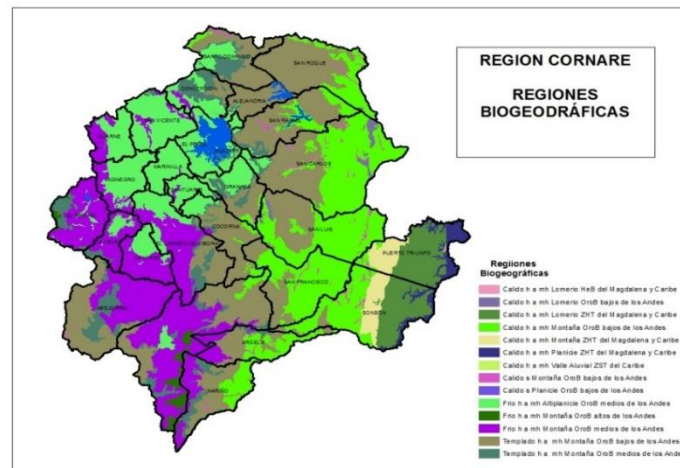 REGION CORNARE
REGIONES
BIOGEODRÁFICAS
SAN ROQUE
CONCEPCION
ALEJANDRIA
SAN RAFAEL
SAN VICENTE
EL PEÑOL
MARINILLA
SAN CARLOS
GRANADA
COCORNA
SAN LUIS
PUERTO TRIUNFO
SAN FRANCISCO
SONSON
ABEJORRAL
ARGELIA
NARIÑO
Regiiones
Biogeográficas
Calido h a mh Lomerio HeB del Magdalena y Caribe
Calido h a mh Lomerio OroB bajos de los Andes
Calido h a mh Lomerio ZHT del Magdalena y Caribe
Calido h a mh Montaña OroB bajos de los Andes
Calido h a mh Montaña ZHT del Magdalena y Caribe
Calido h a mh Planicie ZHT del Magdalena y Caribe
Calido h a mh Valle Aluvial ZST del Caribe
Calido s Montaña OroB bajos de los Andes
Calido s Planicie OroB bajos de los Andes
Frio h a mh Altiplanicie OroB medios de los Andes
Frio h a mh Montaña OroB altos de los Andes
Frio h a mh Montaña OroB medios de los Andes
Templado h a mh Montaña OroB bajos de los Andes
Templado h a mh Montaña OroB medios de los Andes